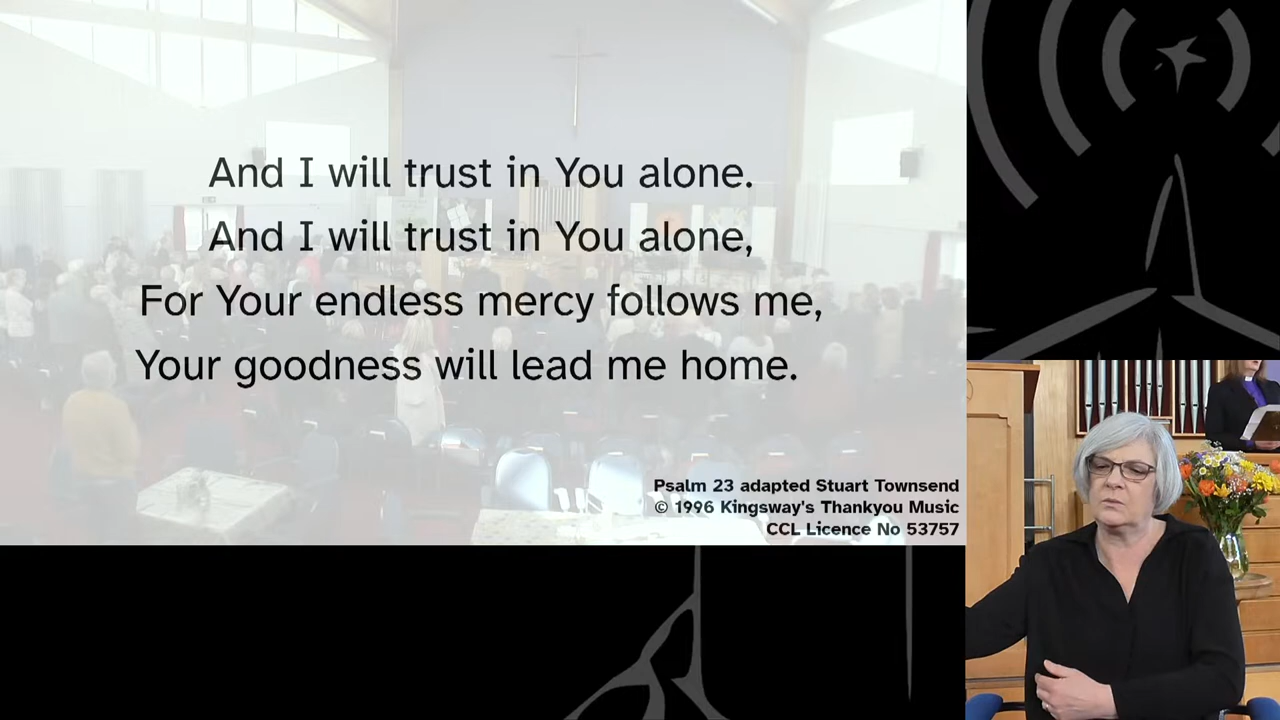 And I will trust in You alone.
And I will trust in You alone,
For Your endless mercy follows me,
Your goodness will lead me home.
Psalm 23 adapted Stuart Townsend
© 1996 Kingsway's Thankyou Music
CCL Licence No 53757